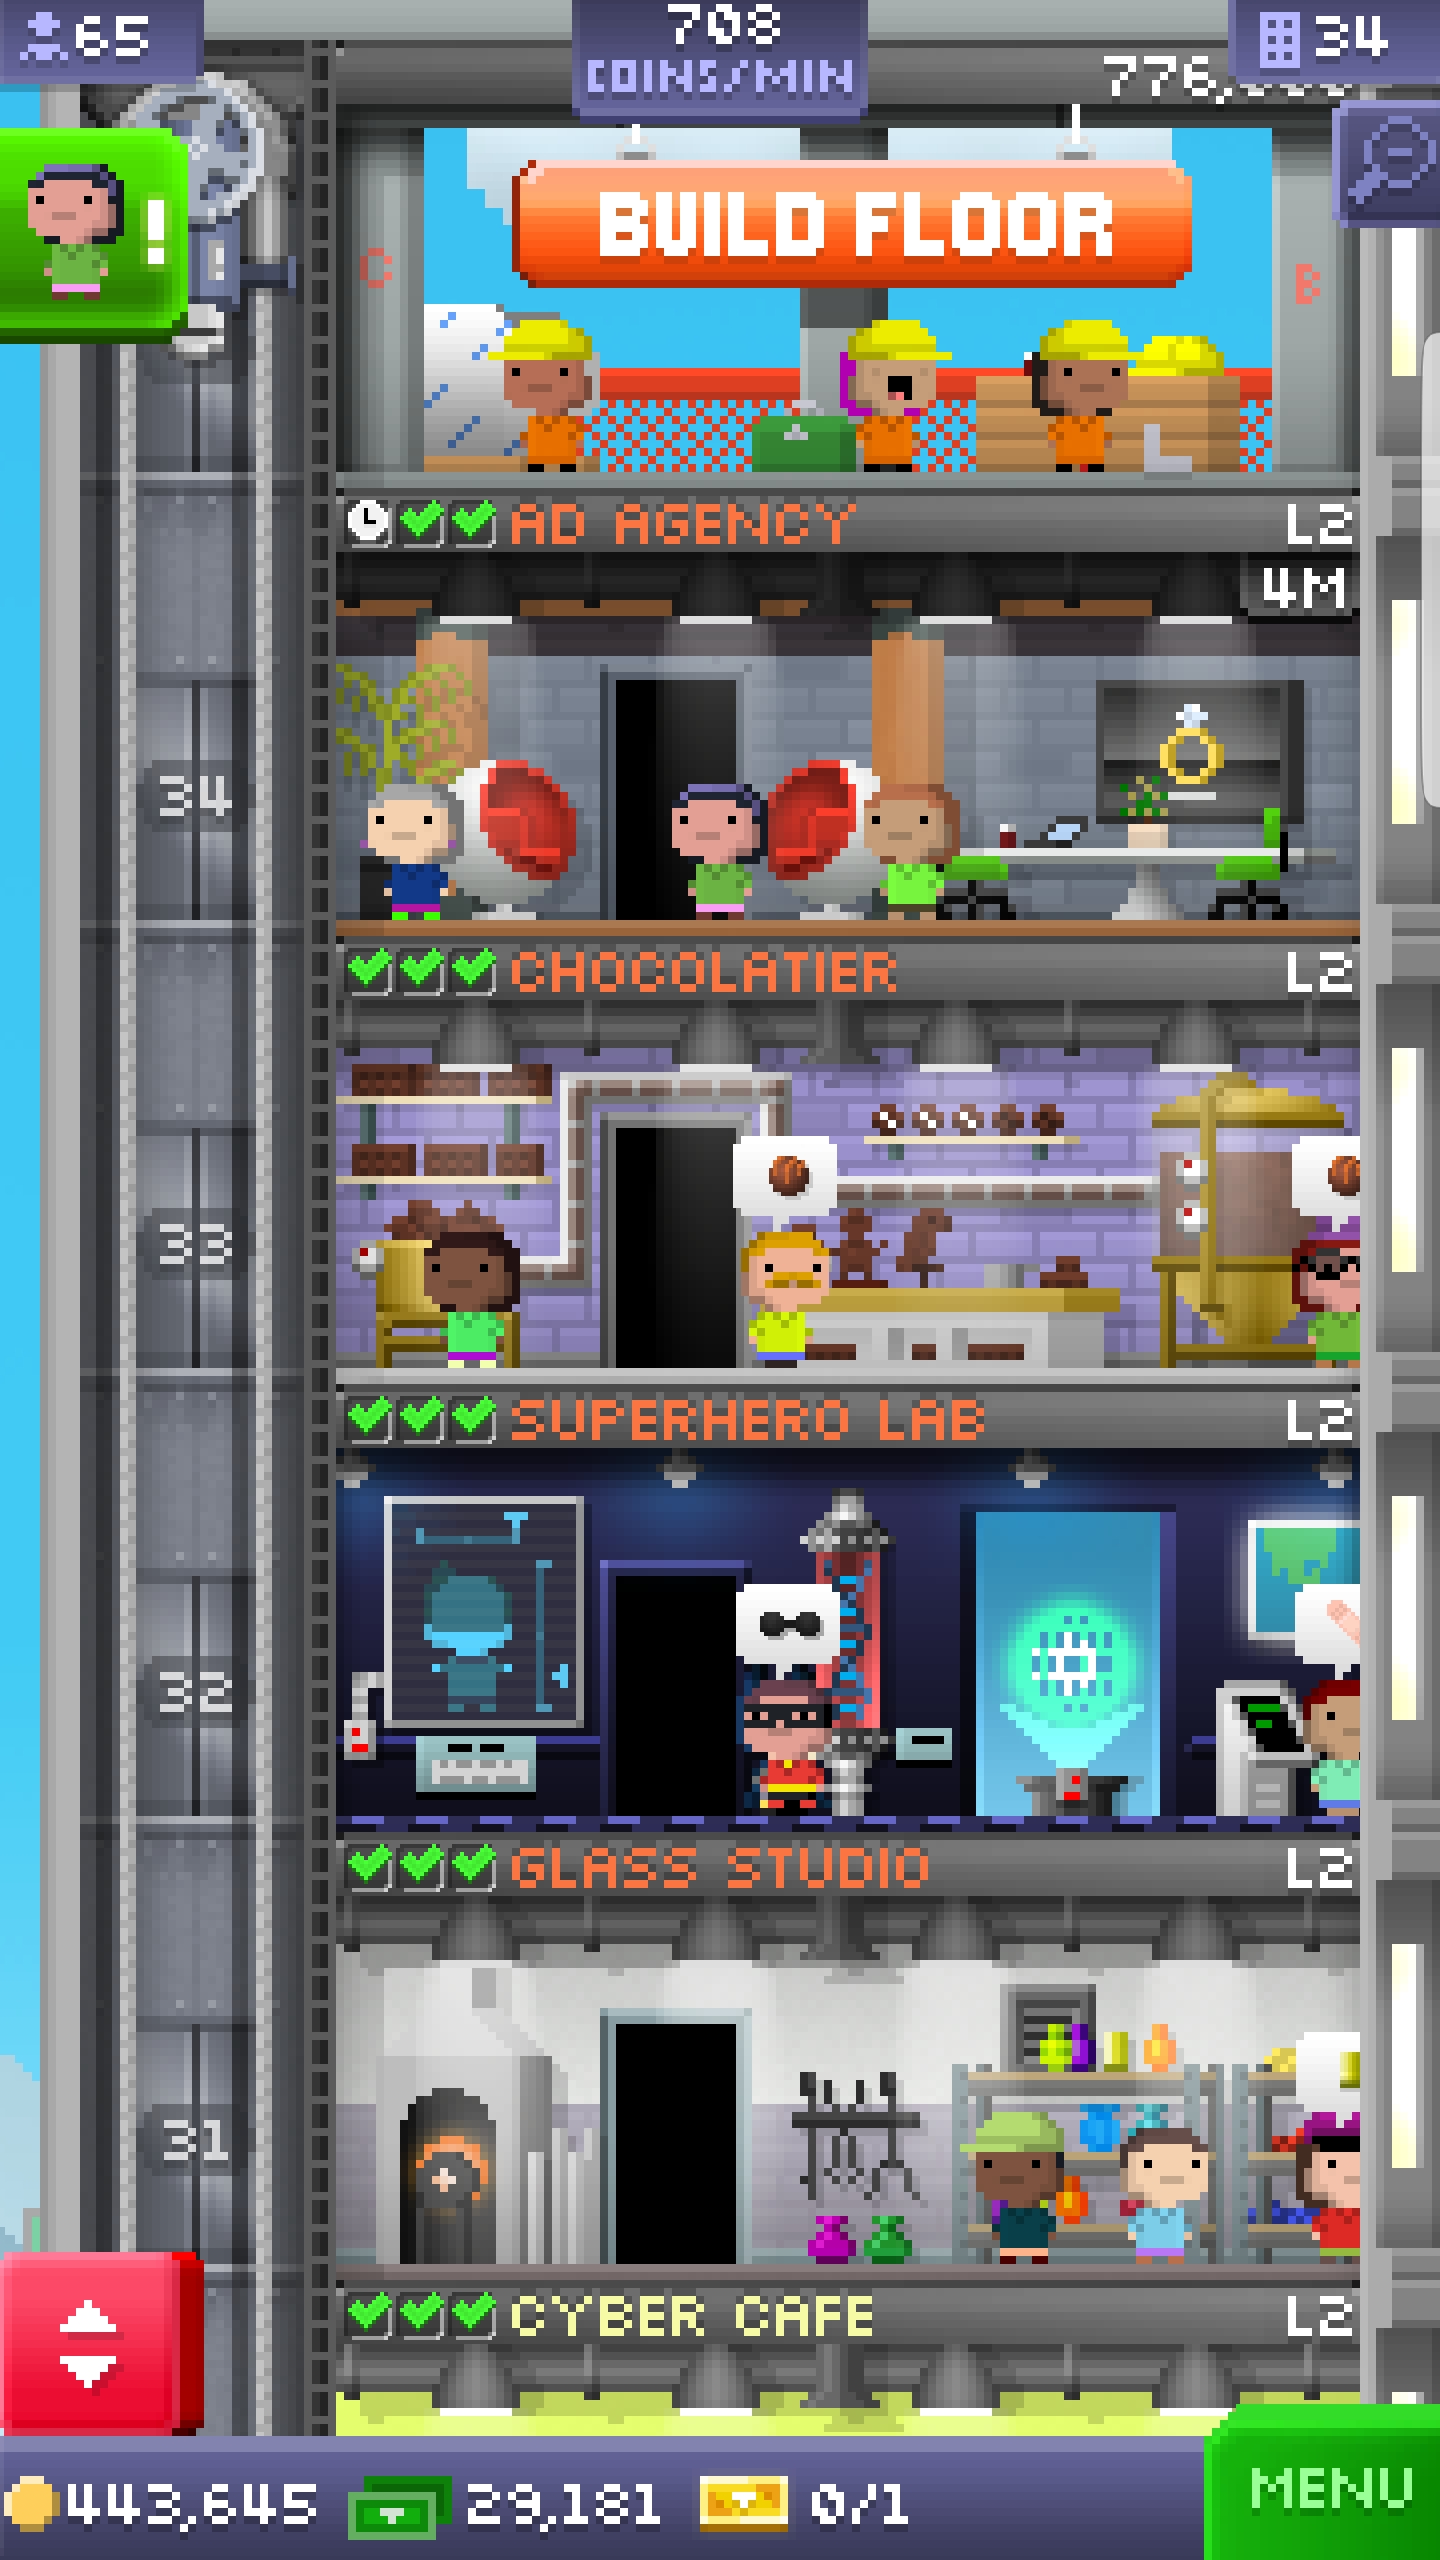 65
708
COINS/MIN
34
776,
!
C
BUILD FLOOR
B
AD AGENCY L2
4M
34
CHOCOLATIER L2
33
SUPERHERO LAB L2
32
GLASS STUDIO L2
31
CYBER CAFE L2
443,645 29,181 0/1 MENU